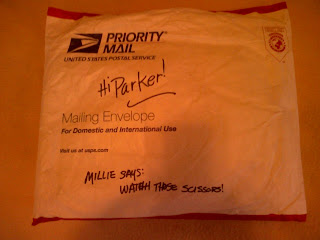 PRIORITY
MAIL
UNITED STATES POSTAL SERVICE
Hi Parker!
Mailing Envelope
For Domestic and International Use
Visit us at usps.com
MILLIE SAYS:
WATCH THOSE SCISSORS!